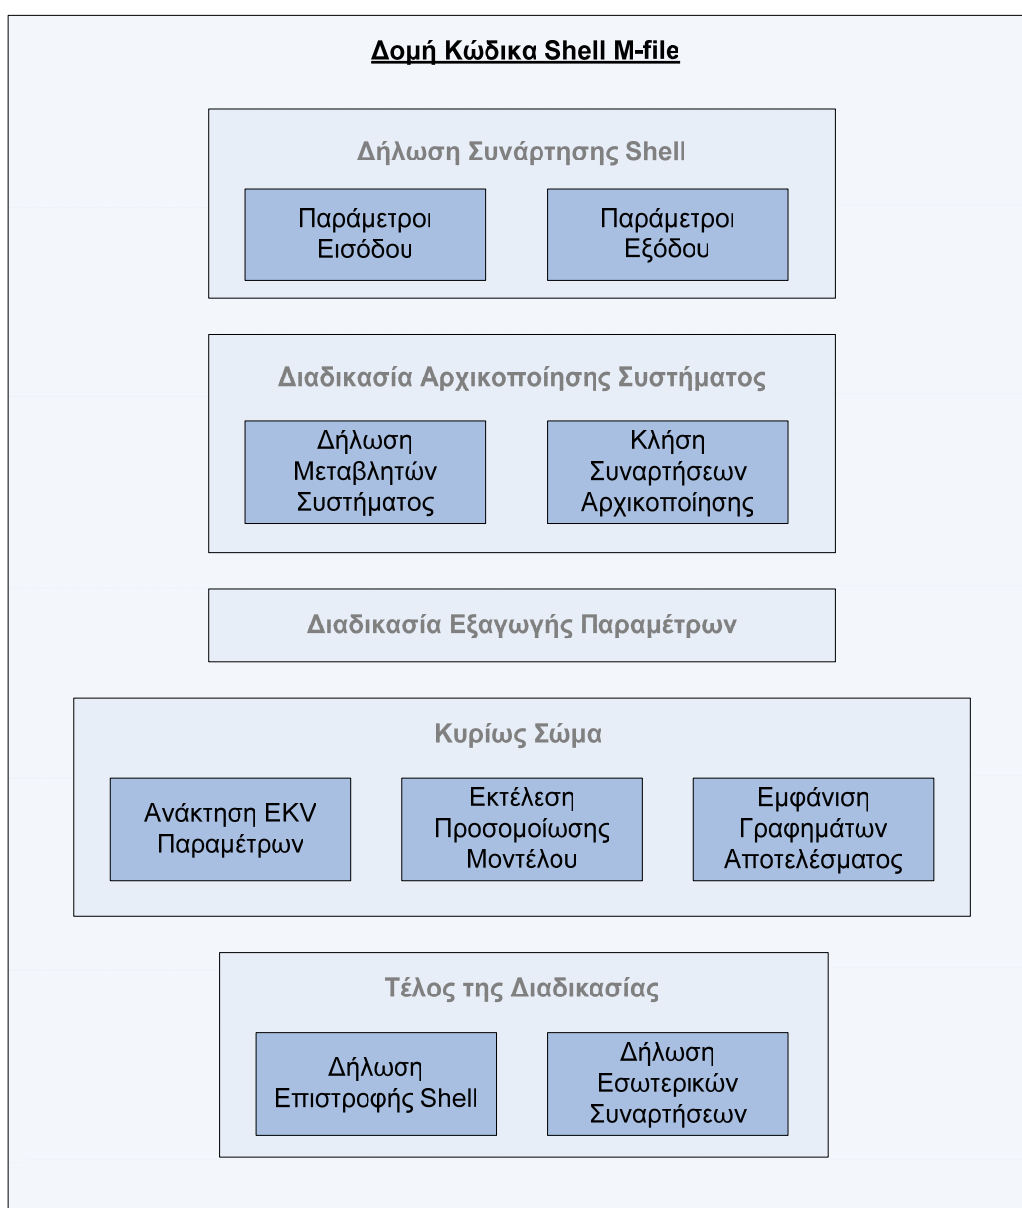 Δομή Κώδικα Shell M-file
Δήλωση Συνάρτησης Shell
Παράμετροι
Εισόδου
Παράμετροι
Εξόδου
Διαδικασία Αρχικοποίησης Συστήματος
Δήλωση
Μεταβλητών
Συστήματος
Κλήση
Συναρτήσεων
Αρχικοποίησης
Διαδικασία Εξαγωγής Παραμέτρων
Κυρίως Σώμα
Ανάκτηση EKV
Παραμέτρων
Εκτέλεση
Προσομοίωσης
Μοντέλου
Εμφάνιση
Γραφημάτων
Αποτελέσματος
Τέλος της Διαδικασίας
Δήλωση
Επιστροφής Shell
Δήλωση
Εσωτερικών
Συναρτήσεων